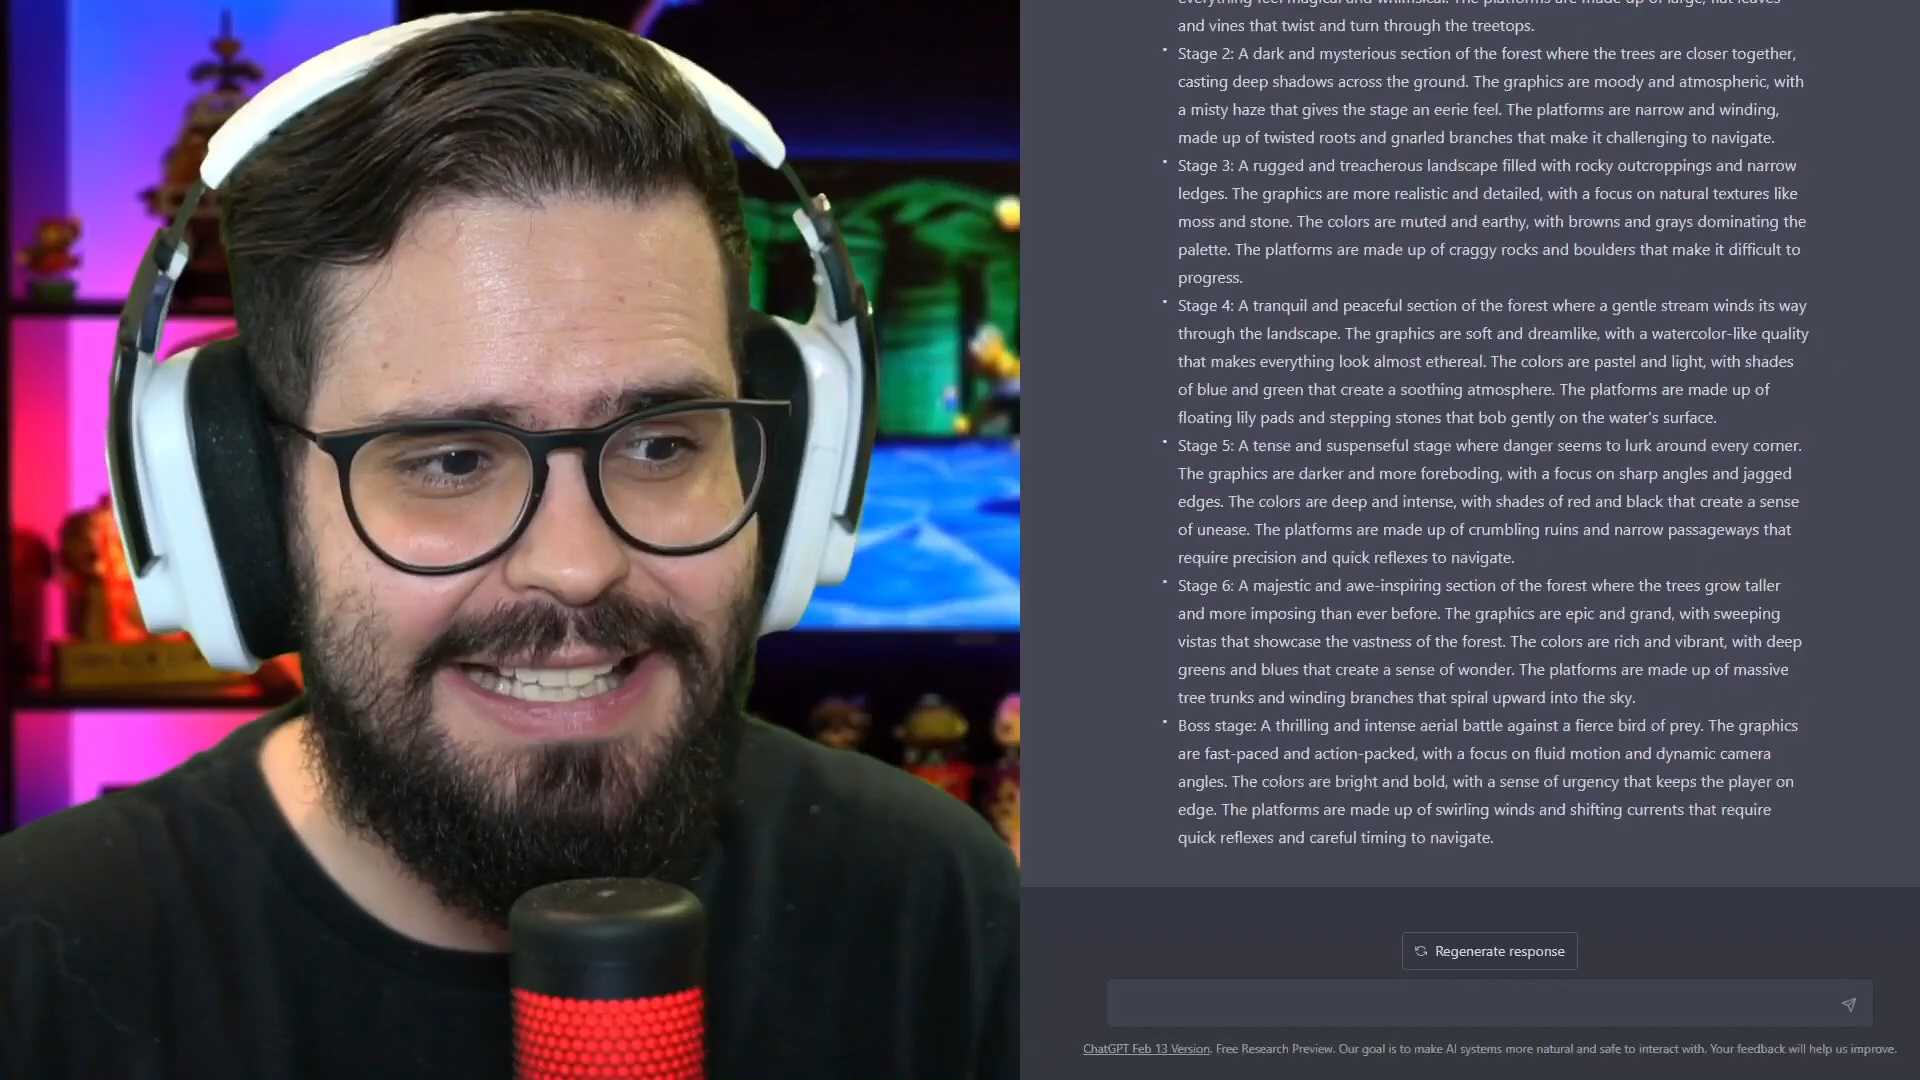 and vines that twist and turn through the treetops.
Stage 2: A dark and mysterious section of the forest where the trees are closer together,
casting deep shadows across the ground. The graphics are moody and atmospheric, with
a misty haze that gives the stage an eerie feel. The platforms are narrow and winding,
made up of twisted roots and gnarled branches that make it challenging to navigate.
Stage 3: A rugged and treacherous landscape filled with rocky outcroppings and narrow
ledges. The graphics are more realistic and detailed, with a focus on natural textures like
moss and stone. The colors are muted and earthy, with browns and grays dominating the
palette. The platforms are made up of craggy rocks and boulders that make it difficult to
progress.
Stage 4: A tranquil and peaceful section of the forest where a gentle stream winds its way
through the landscape. The graphics are soft and dreamlike, with a watercolor-like quality
that makes everything look almost ethereal. The colors are pastel and light, with shades
of blue and green that create a soothing atmosphere. The platforms are made up of
floating lily pads and stepping stones that bob gently on the water's surface.
Stage 5: A tense and suspenseful stage where danger seems to lurk around every corner.
The graphics are darker and more foreboding, with a focus on sharp angles and jagged
edges. The colors are deep and intense, with shades of red and black that create a sense
of unease. The platforms are made up of crumbling ruins and narrow passageways that
require precision and quick reflexes to navigate.
Stage 6: A majestic and awe-inspiring section of the forest where the trees grow taller
and more imposing than ever before. The graphics are epic and grand, with sweeping
vistas that showcase the vastness of the forest. The colors are rich and vibrant, with deep
greens and blues that create a sense of wonder. The platforms are made up of massive
tree trunks and winding branches that spiral upward into the sky.
Boss stage: A thrilling and intense aerial battle against a fierce bird of prey. The graphics
are fast-paced and action-packed, with a focus on fluid motion and dynamic camera
angles. The colors are bright and bold, with a sense of urgency that keeps the player on
edge. The platforms are made up of swirling winds and shifting currents that require
quick reflexes and careful timing to navigate.
Regenerate response
ChatGPT Feb 13 Version. Free Research Preview. Our goal is to make AI systems more natural and safe to interact with. Your feedback will help us improve.